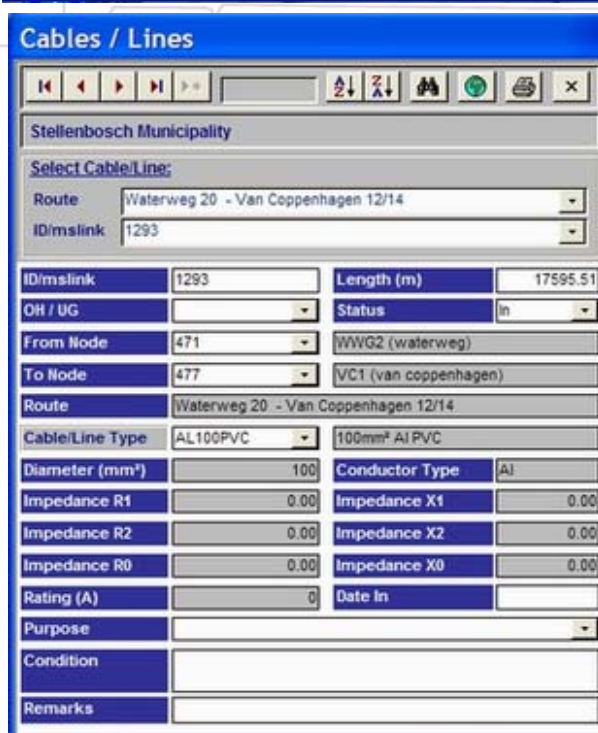 Cables / Lines
Stellenbosch Municipality
Select Cable/Line:
Route Waterweg 20 - Van Coppenhagen 12/14
ID/mslink 1293
ID/mslink 1293 Length (m) 17595.51
OH / UG Status In
From Node 471 WWG2 (waterweg)
To Node 477 VC1 (van coppenhagen)
Route Waterweg 20 - Van Coppenhagen 12/14
Cable/Line Type AL100PVC 100mm² Al PVC
Diameter (mm²) 100 Conductor Type Al
Impedance R1 0.00 Impedance X1 0.00
Impedance R2 0.00 Impedance X2 0.00
Impedance R0 0.00 Impedance X0 0.00
Rating (A) 0 Date In
Purpose
Condition
Remarks